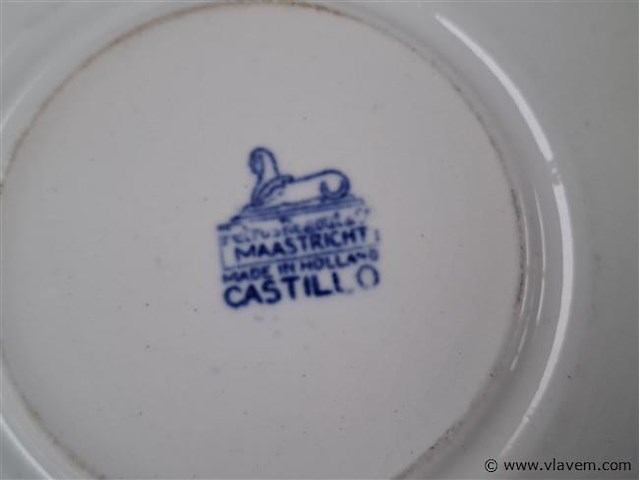 MAASTRICHT
MADE IN HOLLAND
CASTILLO
© www.vlavem.com